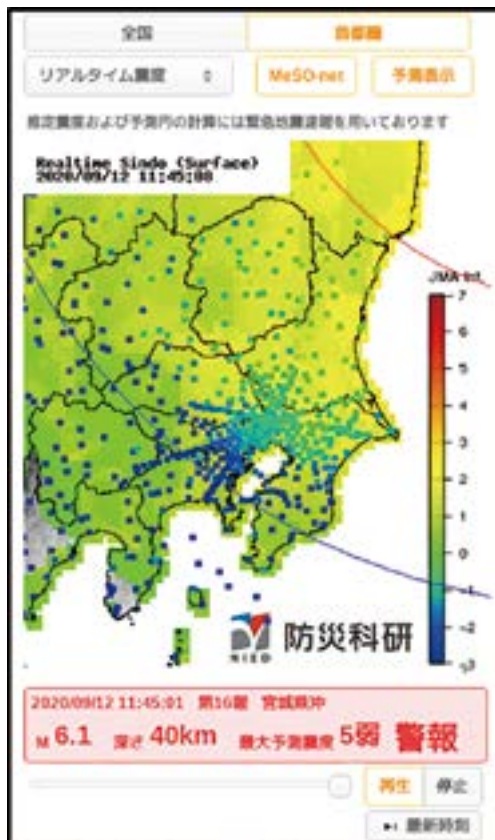 全国 首都圏
リアルタイム震度 MeSO-net 予測表示
推定震度および予測円の計算には緊急地震速報を用いております
Realtime Sindo (Surface)
2020/09/12 11:45:08
JMA Int.
7
6
5
4
3
2
1
0
-1
-2
-3
NIED 防災科研
2020/09/12 11:45:01 第16報 宮城県沖
M 6.1 深さ 40km 最大予測震度 5弱 警報
再生 停止
最新時刻